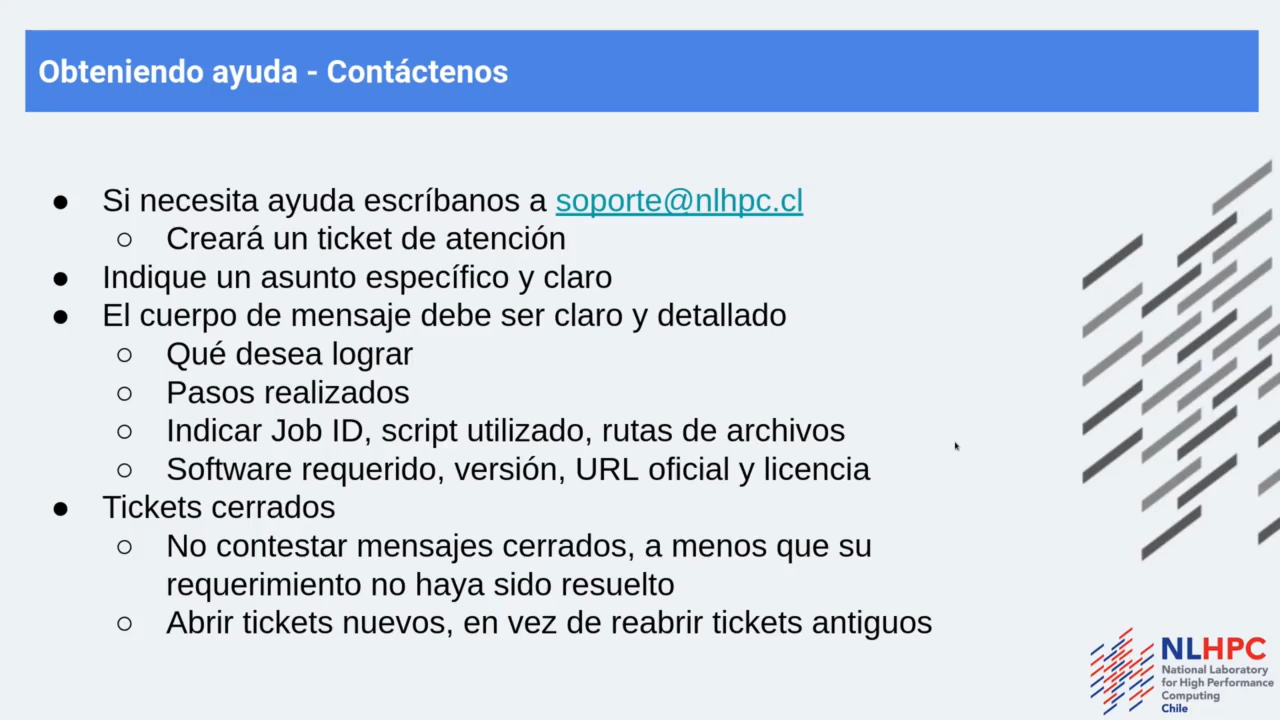 Obteniendo ayuda - Contáctenos
● Si necesita ayuda escríbanos a soporte@nlhpc.cl
○ Creará un ticket de atención
● Indique un asunto específico y claro
● El cuerpo de mensaje debe ser claro y detallado
○ Qué desea lograr
○ Pasos realizados
○ Indicar Job ID, script utilizado, rutas de archivos
○ Software requerido, versión, URL oficial y licencia
● Tickets cerrados
○ No contestar mensajes cerrados, a menos que su
requerimiento no haya sido resuelto
○ Abrir tickets nuevos, en vez de reabrir tickets antiguos
NLHPC
National Laboratory
for High Performance
Computing
Chile